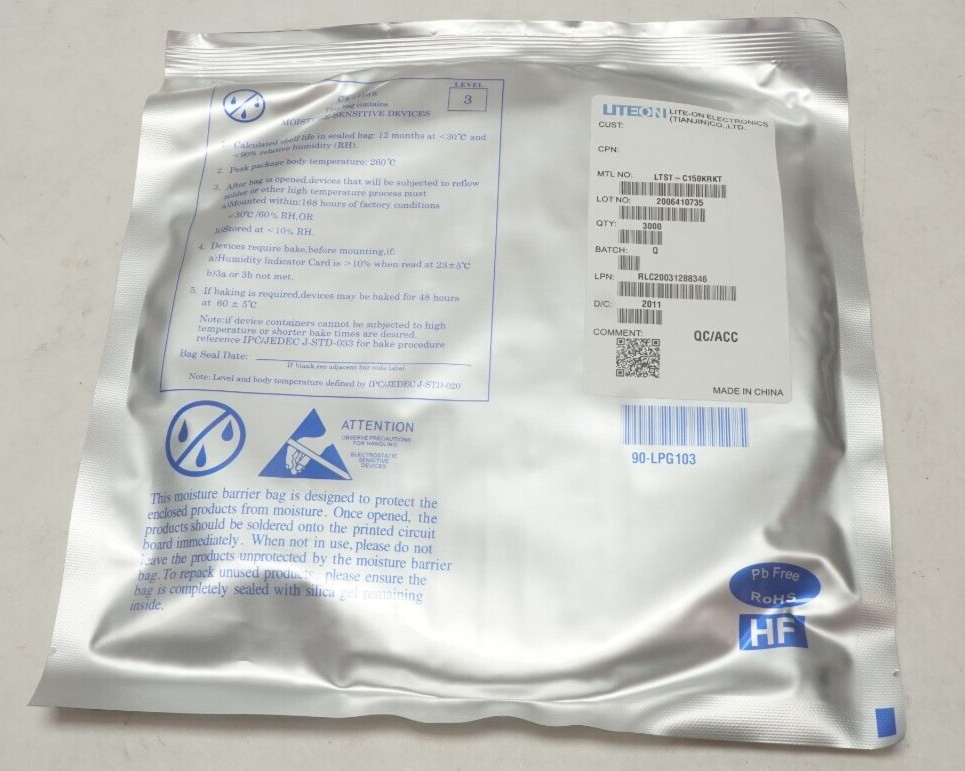 LEVEL
3
Caution
This bag contains
MOISTURE-SENSITIVE DEVICES
1. Calculated shelf life in sealed bag: 12 months at <30℃ and
<90% relative humidity (RH).
2. Peak package body temperature: 260℃
3. After bag is opened,devices that will be subjected to reflow
solder or other high temperature process must
a)Mounted within:168 hours of factory conditions
<30℃/60% RH,OR
b)Stored at <10% RH.
4. Devices require bake,before mounting,if:
a)Humidity Indicator Card is >10% when read at 23±5℃
b)3a or 3b not met.
5. If baking is required,devices may be baked for 48 hours
at 60 ± 5℃
Note:if device containers cannot be subjected to high
temperature or shorter bake times are desired.
reference IPC/JEDEC J-STD-033 for bake procedure
Bag Seal Date:
If blank,see adjacent bar code label
Note: Level and body temperature defined by IPC/JEDEC J-STD-020
ATTENTION
OBSERVE PRECAUTIONS
FOR HANDLING
ELECTROSTATIC
SENSITIVE
DEVICES
This moisture barrier bag is designed to protect the
enclosed products from moisture. Once opened, the
products should be soldered onto the printed circuit
board immediately. When not in use, please do not
leave the products unprotected by the moisture barrier
bag. To repack unused products, please ensure the
bag is completely sealed with silica gel remaining
inside.
LITEON LITE-ON ELECTRONICS
(TIANJIN)CO.,LTD.
CUST:
CPN:
MTL NO: LTST-C150KRKT
LOT NO: 2006410735
QTY: 3000
BATCH: Q
LPN: RLC20031288346
D/C: 2011
COMMENT: QC/ACC
MADE IN CHINA
90-LPG103
Pb Free
RoHS
HF